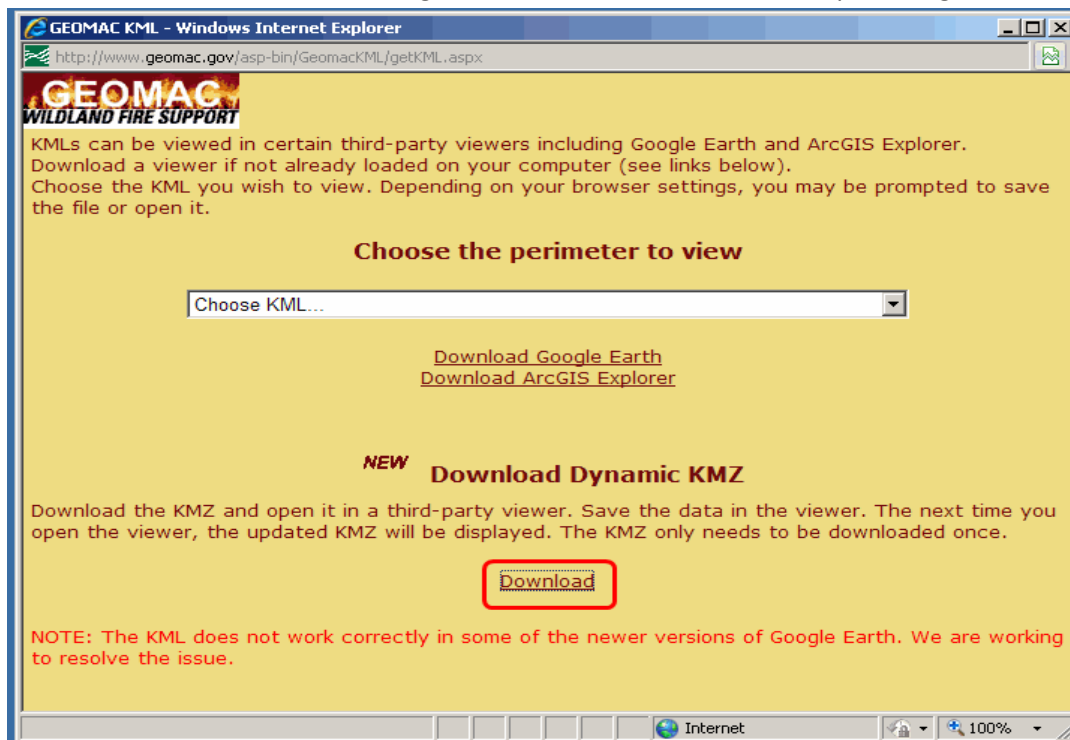 GEOMAC KML - Windows Internet Explorer
http://www.geomac.gov/asp-bin/GeomacKML/getKML.aspx
GEOMAC
WILDLAND FIRE SUPPORT
KMLs can be viewed in certain third-party viewers including Google Earth and ArcGIS Explorer.
Download a viewer if not already loaded on your computer (see links below).
Choose the KML you wish to view. Depending on your browser settings, you may be prompted to save
the file or open it.
Choose the perimeter to view
Choose KML...
Download Google Earth
Download ArcGIS Explorer
NEW Download Dynamic KMZ
Download the KMZ and open it in a third-party viewer. Save the data in the viewer. The next time you
open the viewer, the updated KMZ will be displayed. The KMZ only needs to be downloaded once.
Download
NOTE: The KML does not work correctly in some of the newer versions of Google Earth. We are working
to resolve the issue.
Internet 100%